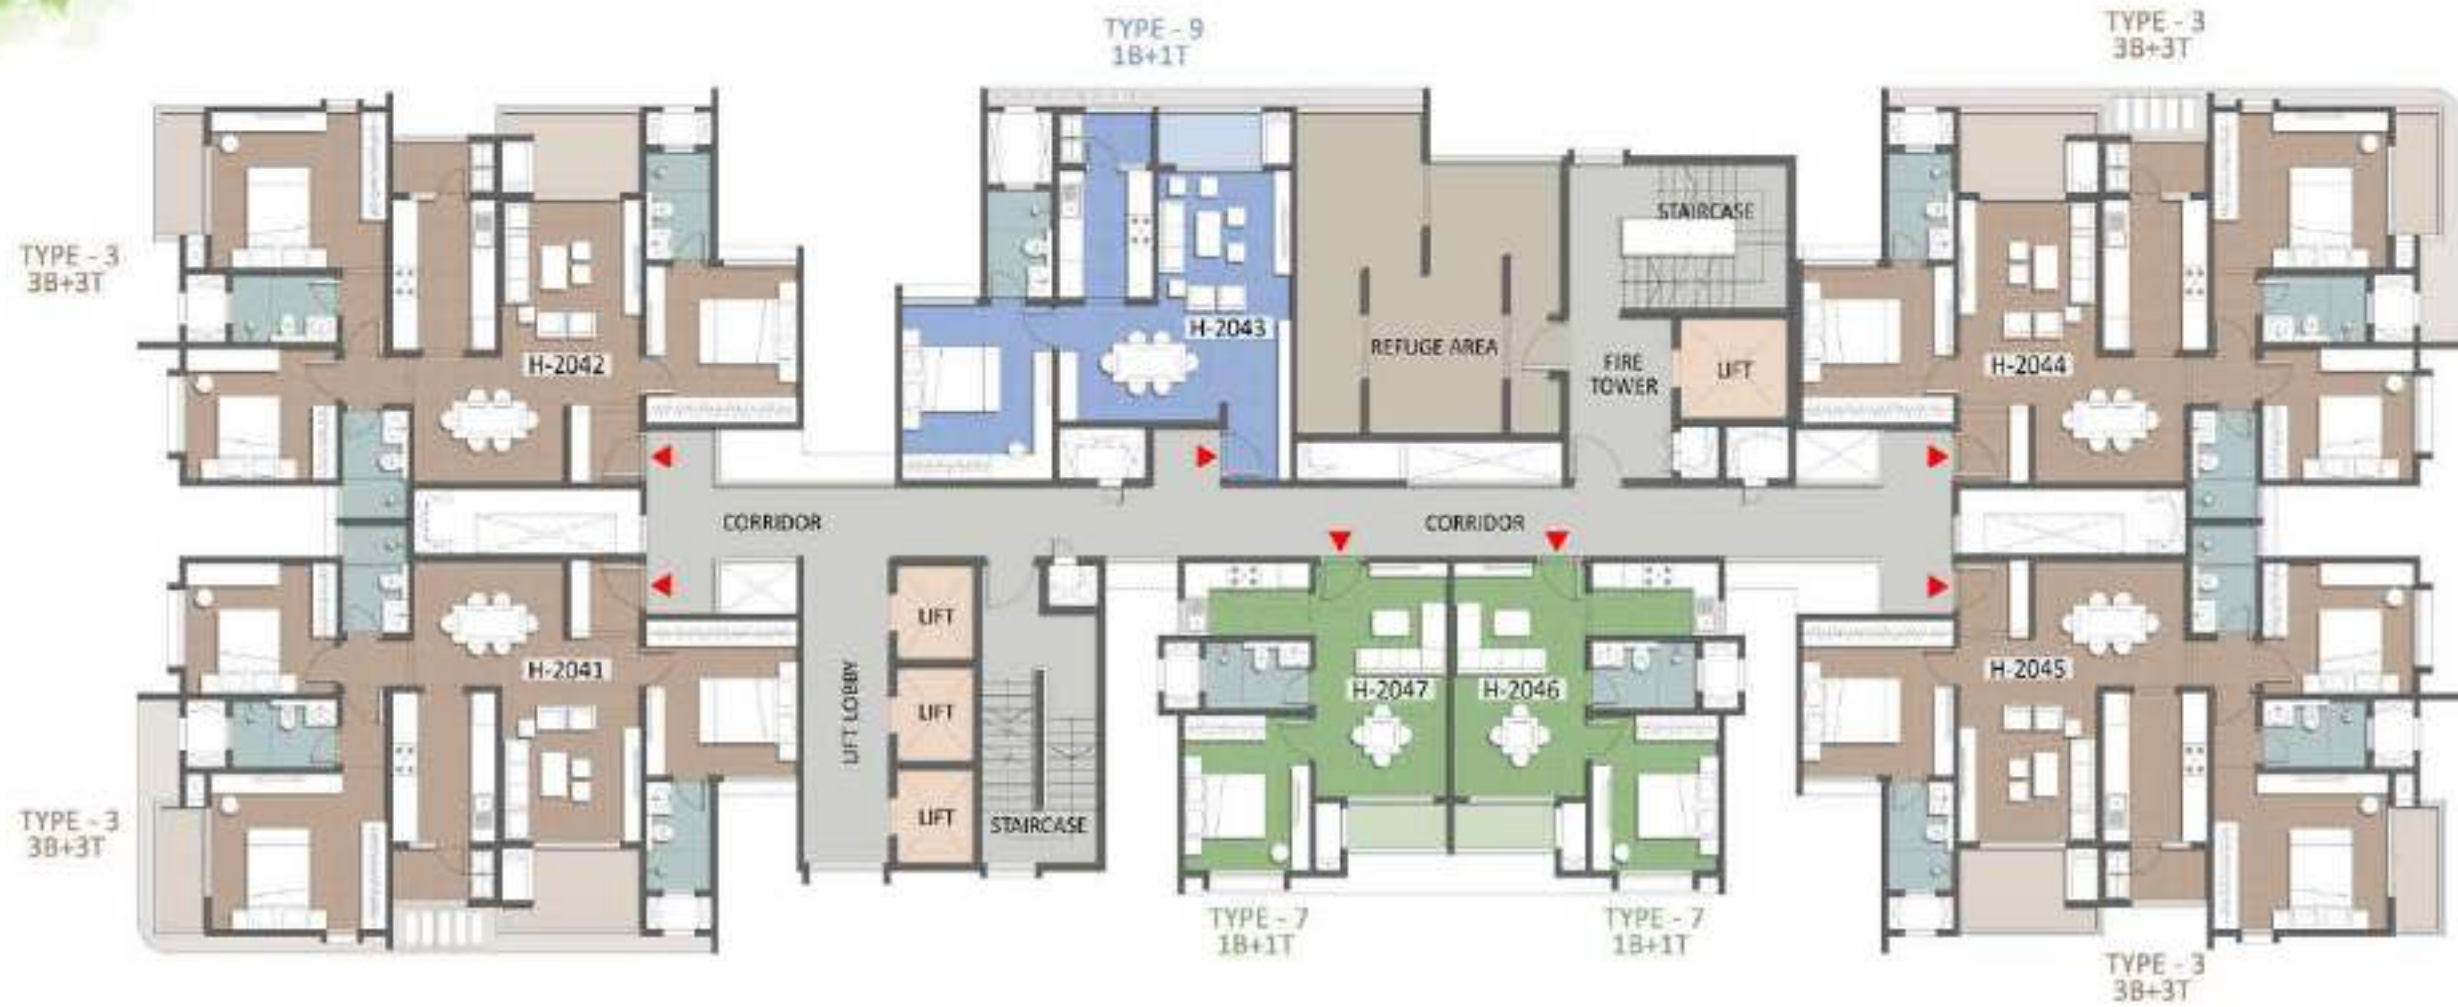 TYPE - 9
1B+1T
TYPE - 3
3B+3T
TYPE - 3
3B+3T
STAIRCASE
H-2043
REFUGE AREA
FIRE
TOWER
LIFT
H-2042
H-2044
CORRIDOR
CORRIDOR
LIFT
H-2041
H-2045
LIFT LOBBY
LIFT
H-2047
H-2046
LIFT
STAIRCASE
TYPE - 3
3B+3T
TYPE - 7
1B+1T
TYPE - 7
1B+1T
TYPE - 3
3B+3T